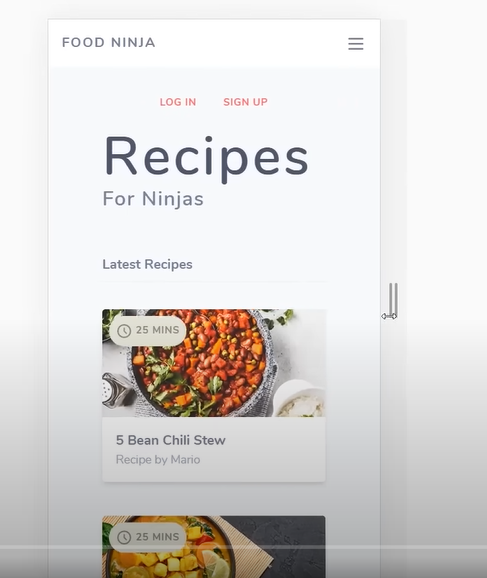 FOOD NINJA
LOG IN SIGN UP
Recipes
For Ninjas
Latest Recipes
25 MINS
5 Bean Chili Stew
Recipe by Mario
25 MINS